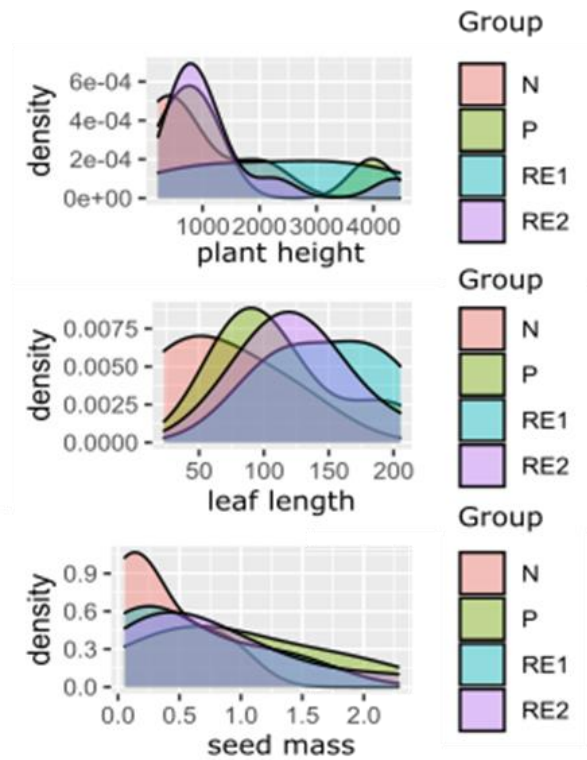 Group
N
P
RE1
RE2
density
6e-04
4e-04
2e-04
0e+00
1000 2000 3000 4000
plant height
Group
N
P
RE1
RE2
density
0.0075
0.0050
0.0025
0.0000
50 100 150 200
leaf length
Group
N
P
RE1
RE2
density
0.9
0.6
0.3
0.0
0.0 0.5 1.0 1.5 2.0
seed mass